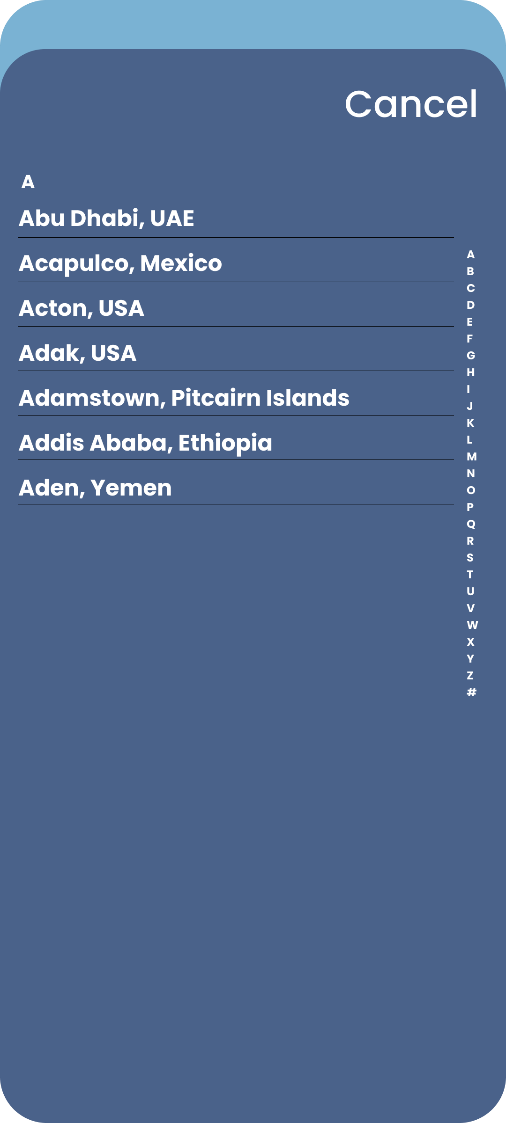 Cancel
A
Abu Dhabi, UAE
Acapulco, Mexico
Acton, USA
Adak, USA
Adamstown, Pitcairn Islands
Addis Ababa, Ethiopia
Aden, Yemen
A
B
C
D
E
F
G
H
I
J
K
L
M
N
O
P
Q
R
S
T
U
V
W
X
Y
Z
#